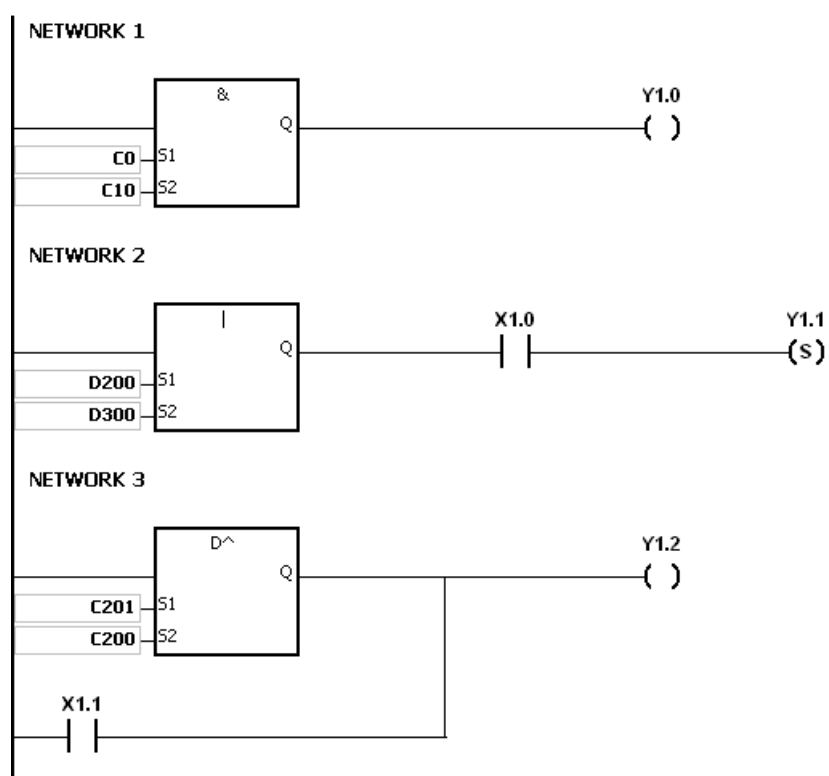 NETWORK 1
&
Q
Y1.0
( )
C0 S1
C10 S2
NETWORK 2
|
Q
X1.0
Y1.1
(S)
D200 S1
D300 S2
NETWORK 3
D^
Q
Y1.2
( )
C201 S1
C200 S2
X1.1